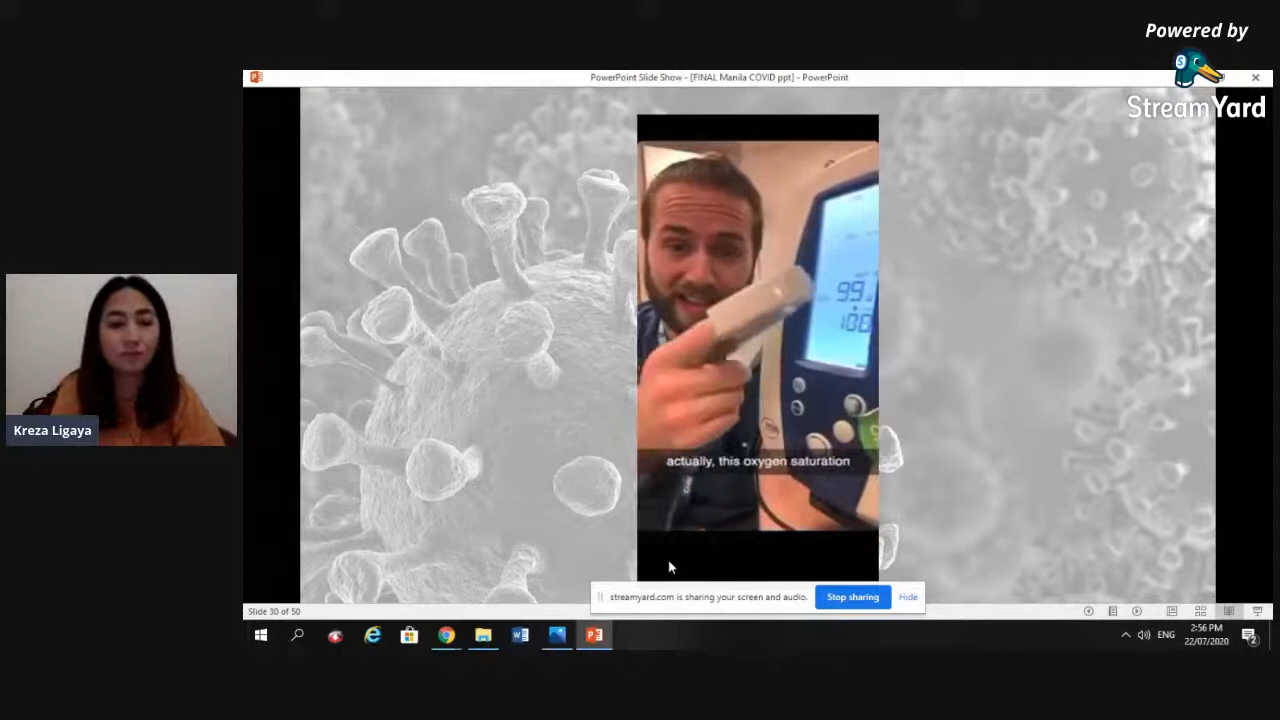 Powered by
StreamYard
PowerPoint Slide Show - [FINAL Manila COVID ppt] - PowerPoint
99
100
actually, this oxygen saturation
Kreza Ligaya
streamyard.com is sharing your screen and audio.
Stop sharing
Hide
Slide 30 of 50
ENG
2:56 PM
22/07/2020
2